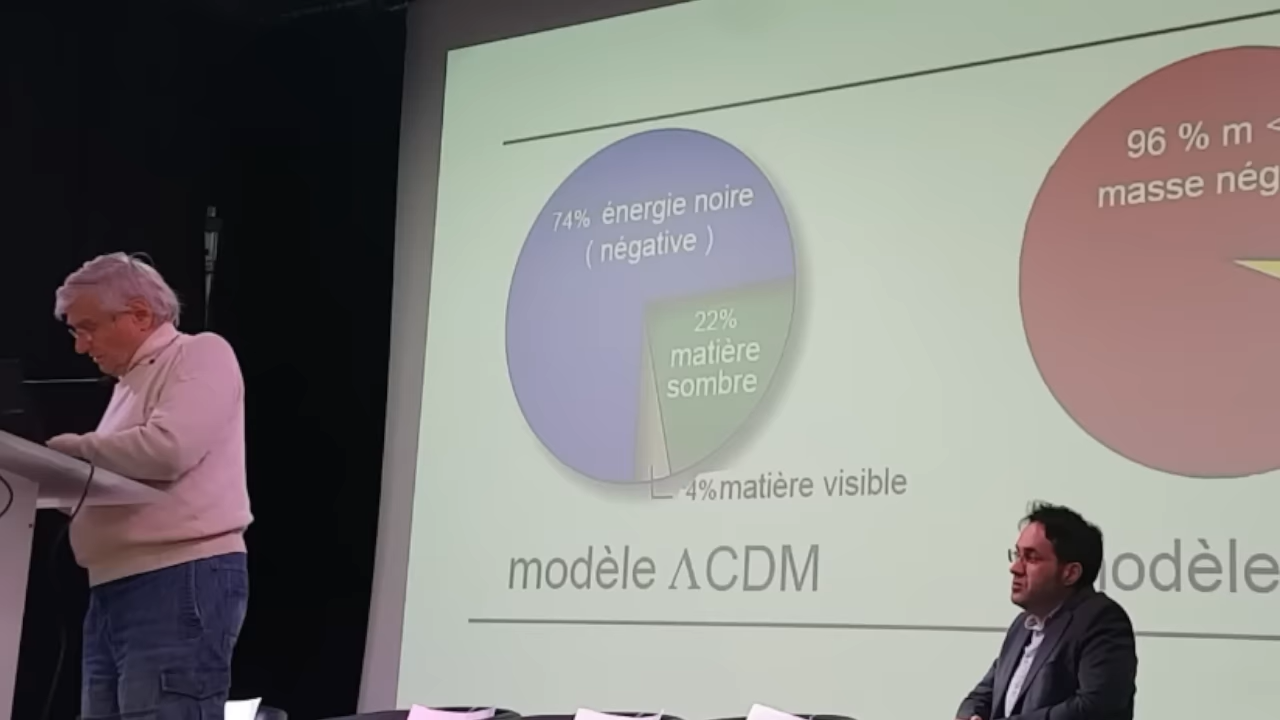 74% énergie noire
( négative )
22%
matière
sombre
4% matière visible
modèle ΛCDM
96 % m <
masse nég
odèle